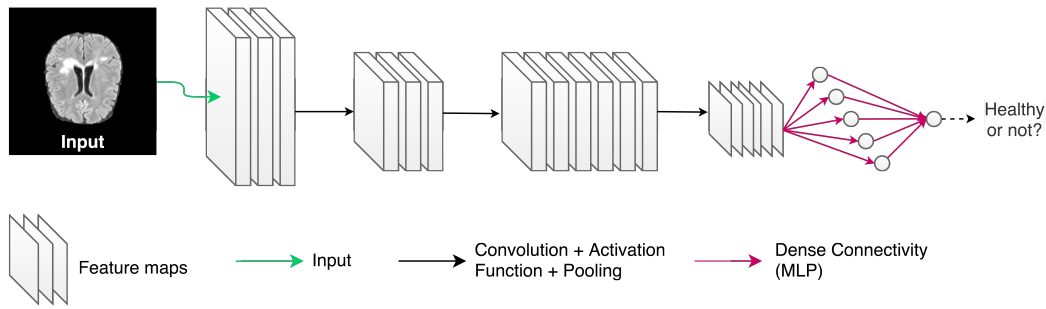 Input
Healthy
or not?
Feature maps
Input
Convolution + Activation
Function + Pooling
Dense Connectivity
(MLP)